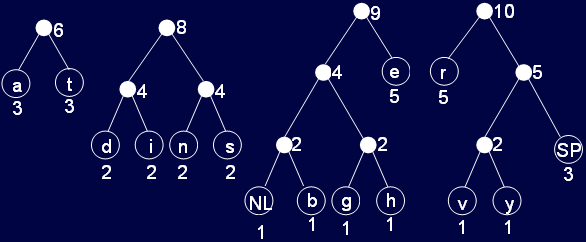 9 10
6 8
4 e r 5
5 5
a t 4 4
3 3
d i n s 2 2 2 SP
2 2 2 2 3
NL b g h v y
1 1 1 1 1 1